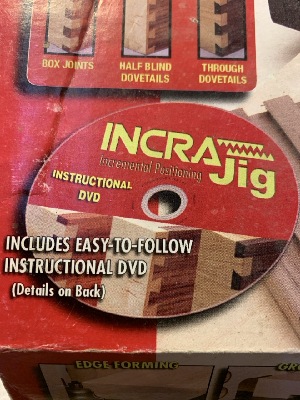 BOX JOINTS
HALF BLIND
DOVETAILS
THROUGH
DOVETAILS
INCRA
Incremental Positioning
Jig
INSTRUCTIONAL
DVD
INCLUDES EASY-TO-FOLLOW
INSTRUCTIONAL DVD
(Details on Back)
EDGE FORMING